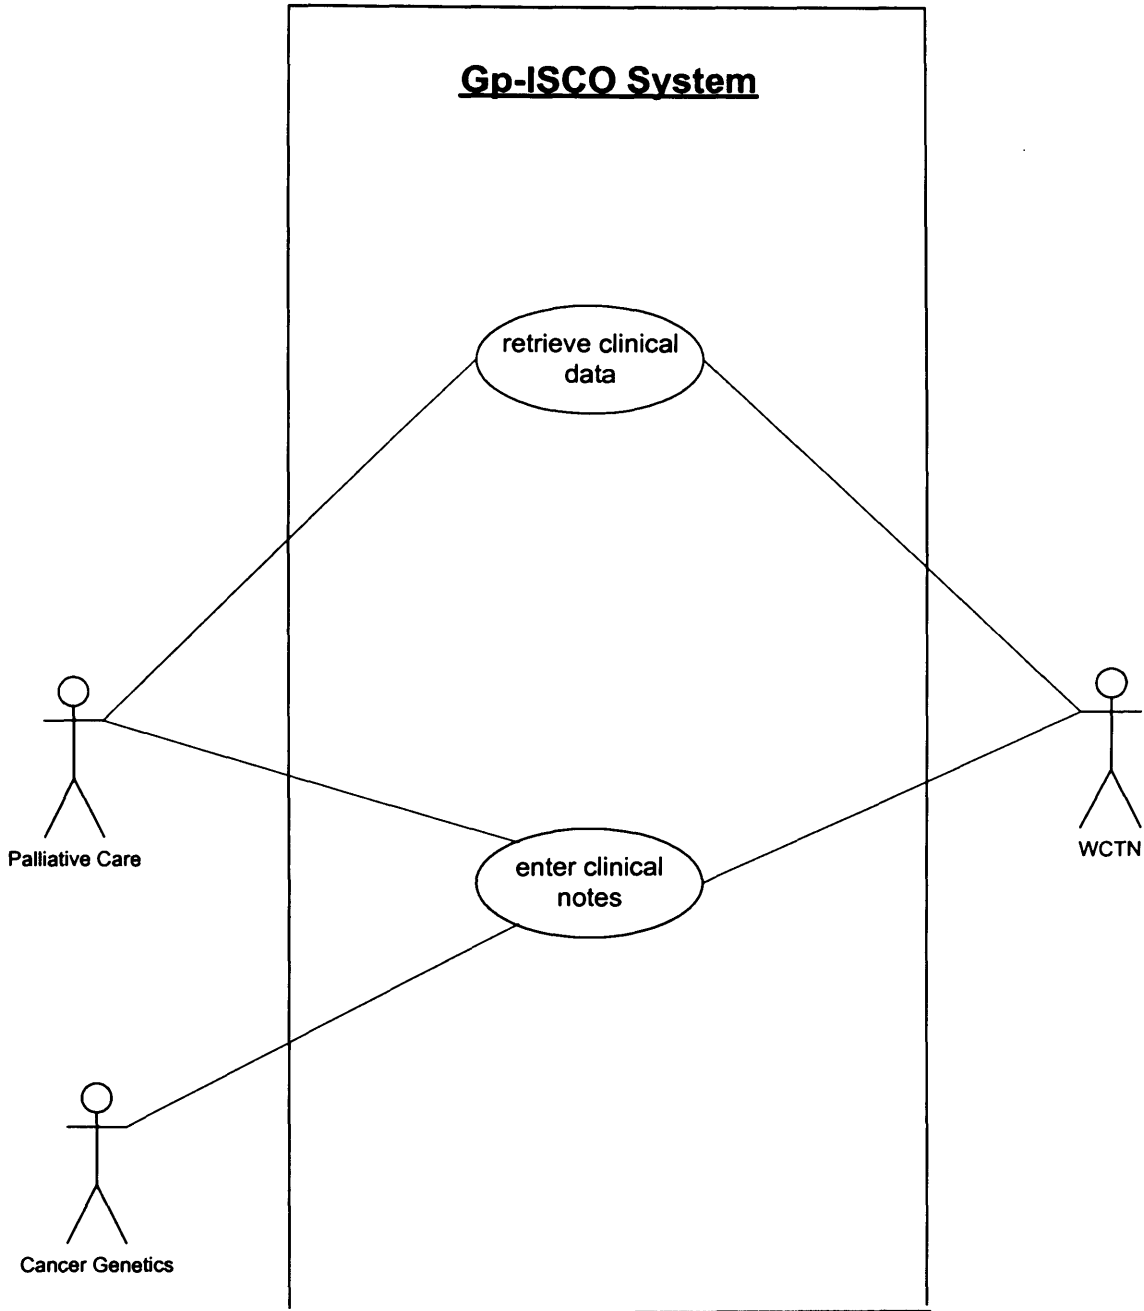 Gp-ISCO System
retrieve clinical
data
Palliative Care
WCTN
enter clinical
notes
Cancer Genetics